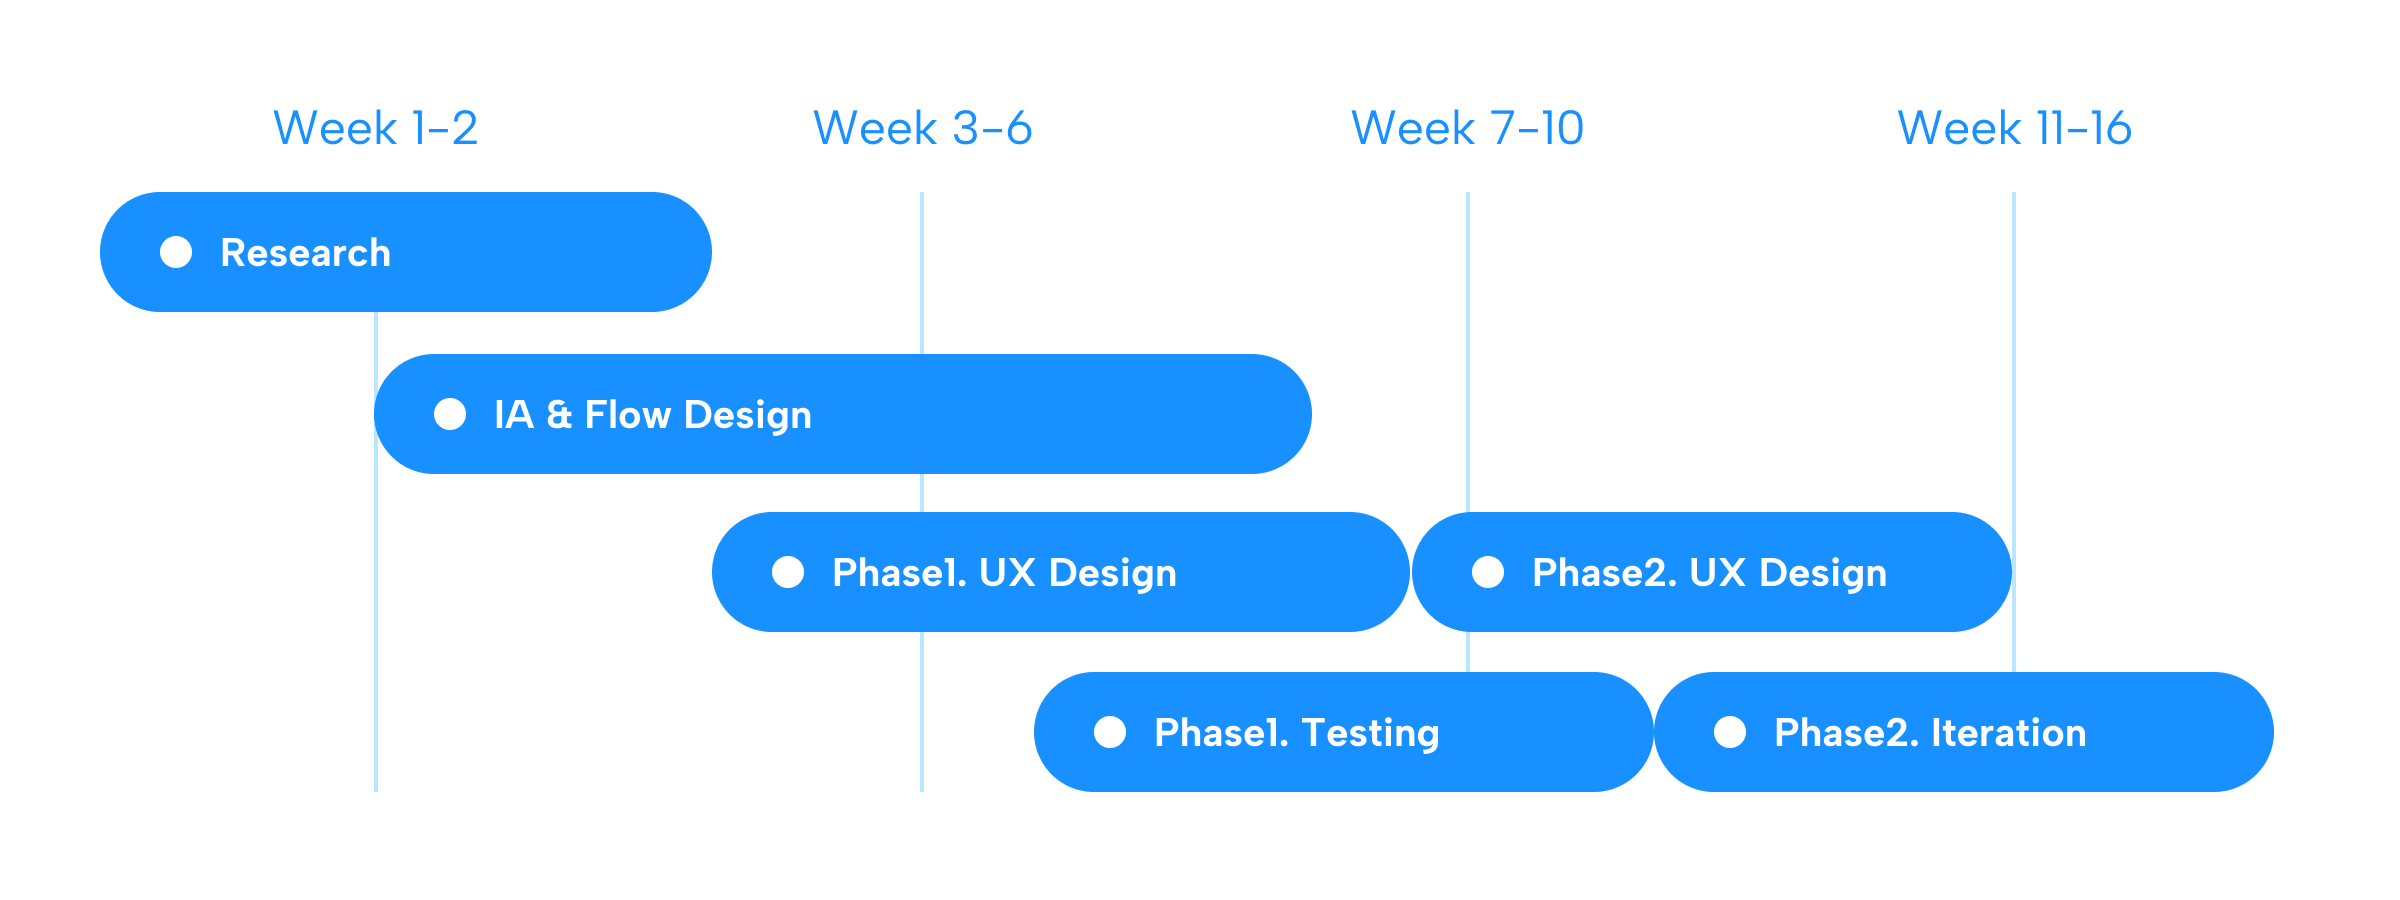 Week 1-2
Week 3-6
Week 7-10
Week 11-16
Research
IA & Flow Design
Phase1. UX Design
Phase2. UX Design
Phase1. Testing
Phase2. Iteration